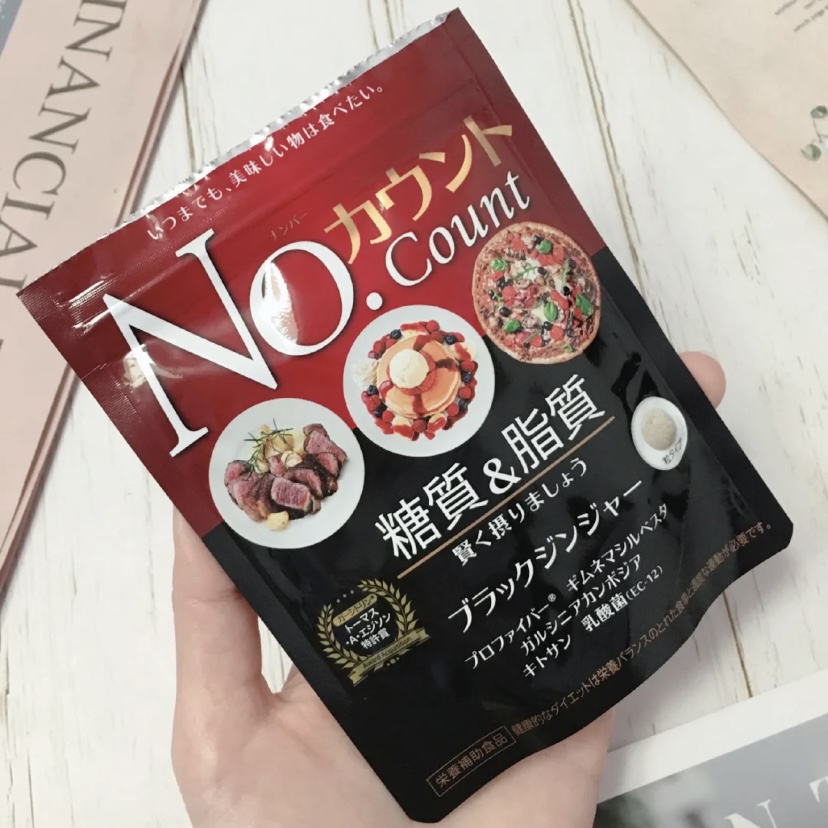 FINANCIAL
いつまでも、美味しい物は食べたい。
ナンバー
カウント
No. Count
糖質&脂質
賢く摂りましょう
粒タイプ
ブラックジンジャー
プロファイバー® ギムネマシルベスタ
ガルシニアカンボジア
キトサン 乳酸菌(EC-12)
トーマス
・A・エジソン
特許賞
栄養補助食品
健康的なダイエットは栄養バランスのとれた食事と適度な運動が必要です。